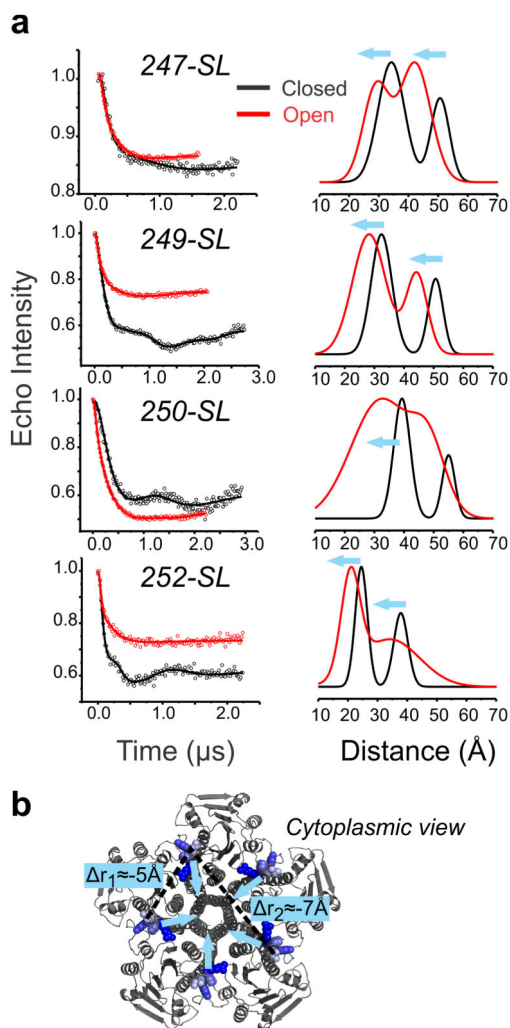 a
247-SL
Closed
Open
1.0
0.9
0.8
0.0 1.0 2.0
10 20 30 40 50 60 70
249-SL
1.0
0.8
0.6
0.0 1.0 2.0 3.0
10 20 30 40 50 60 70
Echo Intensity
250-SL
1.0
0.8
0.6
0.0 1.0 2.0 3.0
10 20 30 40 50 60 70
252-SL
1.0
0.8
0.6
0.0 1.0 2.0
10 20 30 40 50 60 70
Time (μs)
Distance (Å)
b
Cytoplasmic view
Δr₁≈-5Å
Δr₂≈-7Å